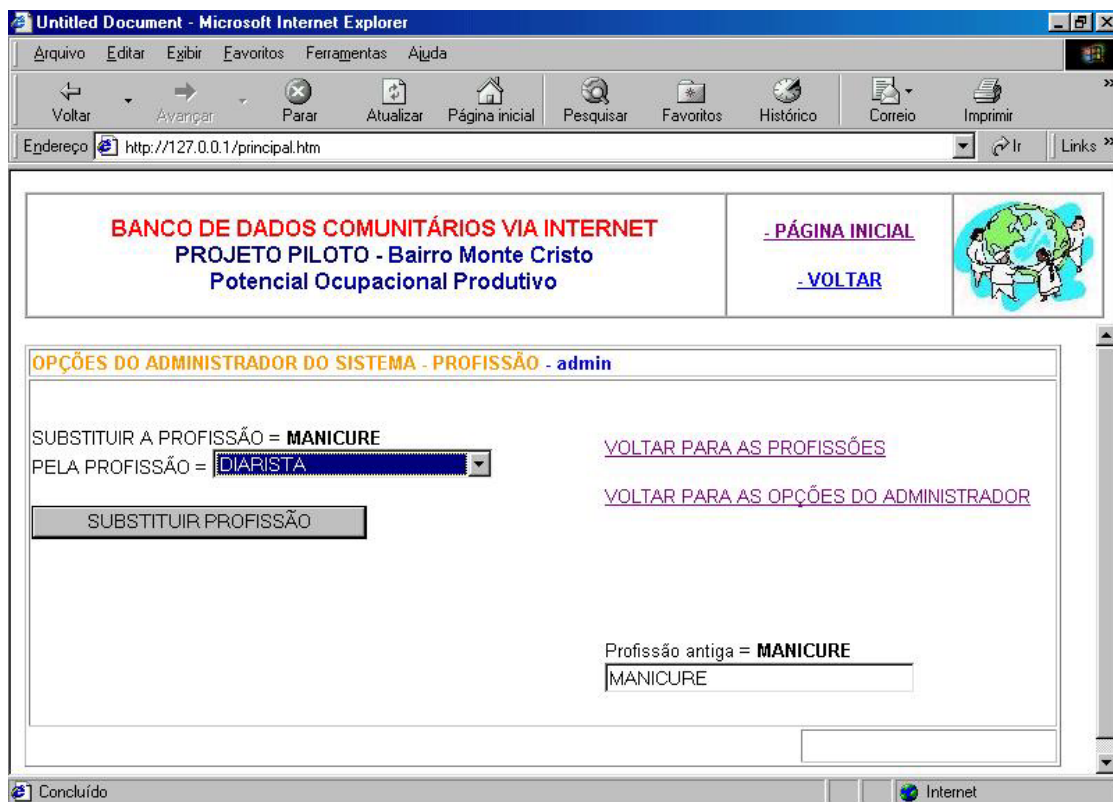 Untitled Document - Microsoft Internet Explorer
Arquivo Editar Exibir Favoritos Ferramentas Ajuda
Voltar Avançar Parar Atualizar Página inicial Pesquisar Favoritos Histórico Correio Imprimir
Endereço http://127.0.0.1/principal.htm Ir Links
BANCO DE DADOS COMUNITÁRIOS VIA INTERNET
PROJETO PILOTO - Bairro Monte Cristo
Potencial Ocupacional Produtivo
- PÁGINA INICIAL
- VOLTAR
OPÇÕES DO ADMINISTRADOR DO SISTEMA - PROFISSÃO - admin
SUBSTITUIR A PROFISSÃO = MANICURE
PELA PROFISSÃO = DIARISTA
SUBSTITUIR PROFISSÃO
VOLTAR PARA AS PROFISSÕES
VOLTAR PARA AS OPÇÕES DO ADMINISTRADOR
Profissão antiga = MANICURE
MANICURE
Concluído Internet